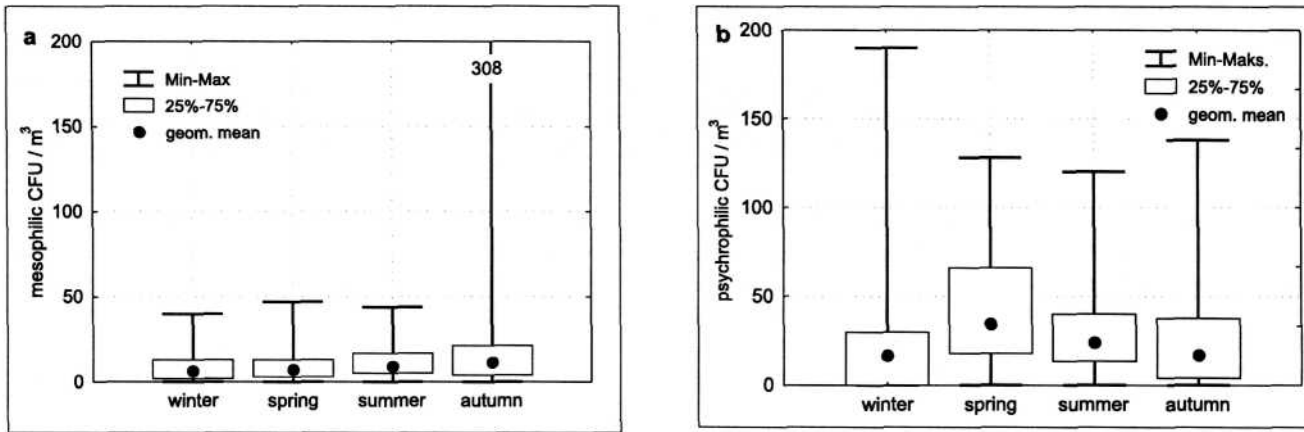 a
mesophilic CFU / m³
200
150
100
50
0
308
Min-Max
25%-75%
geom. mean
winter spring summer autumn
b
psychrophilic CFU / m³
200
150
100
50
0
Min-Maks.
25%-75%
geom. mean
winter spring summer autumn